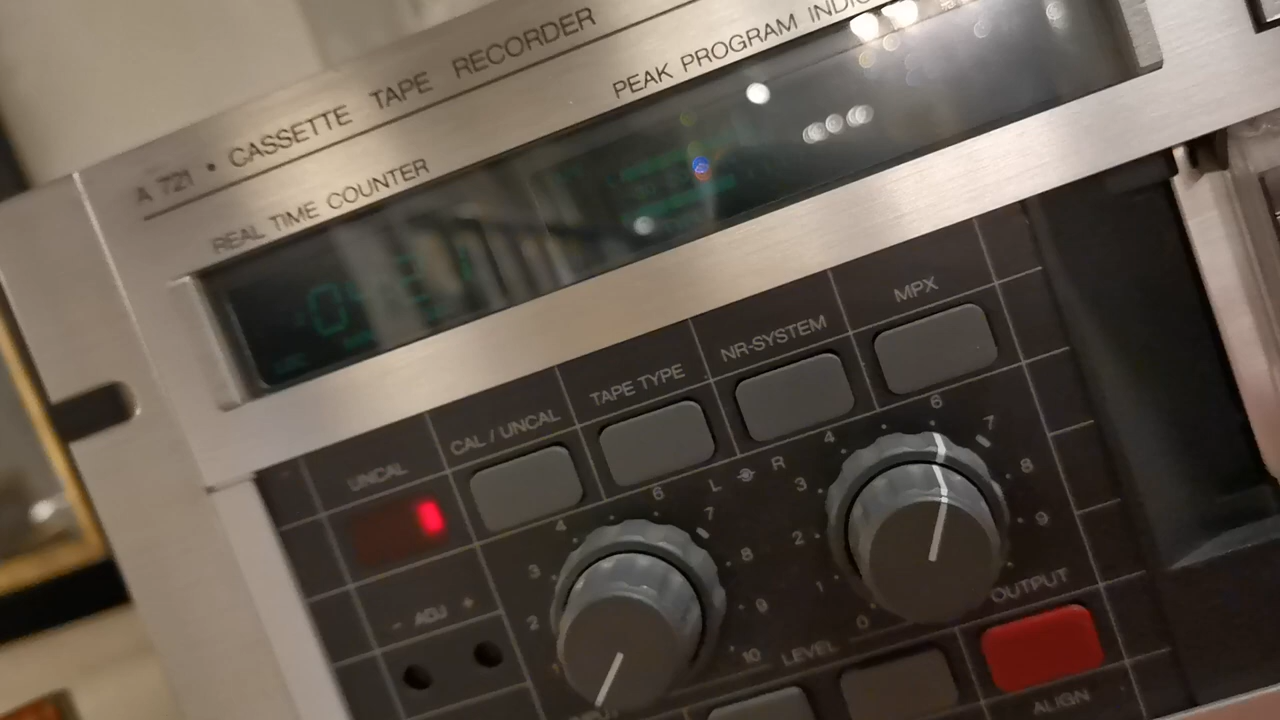 A 721 • CASSETTE TAPE RECORDER
PEAK PROGRAM
REAL TIME COUNTER
MPX
NR-SYSTEM
TAPE TYPE
CAL / UNCAL
UNCAL
L R
4 6 7
3 8
2 9
1
0
4 6 7
3 8
2 9
10
- ADJ +
LEVEL
OUTPUT
ALIGN